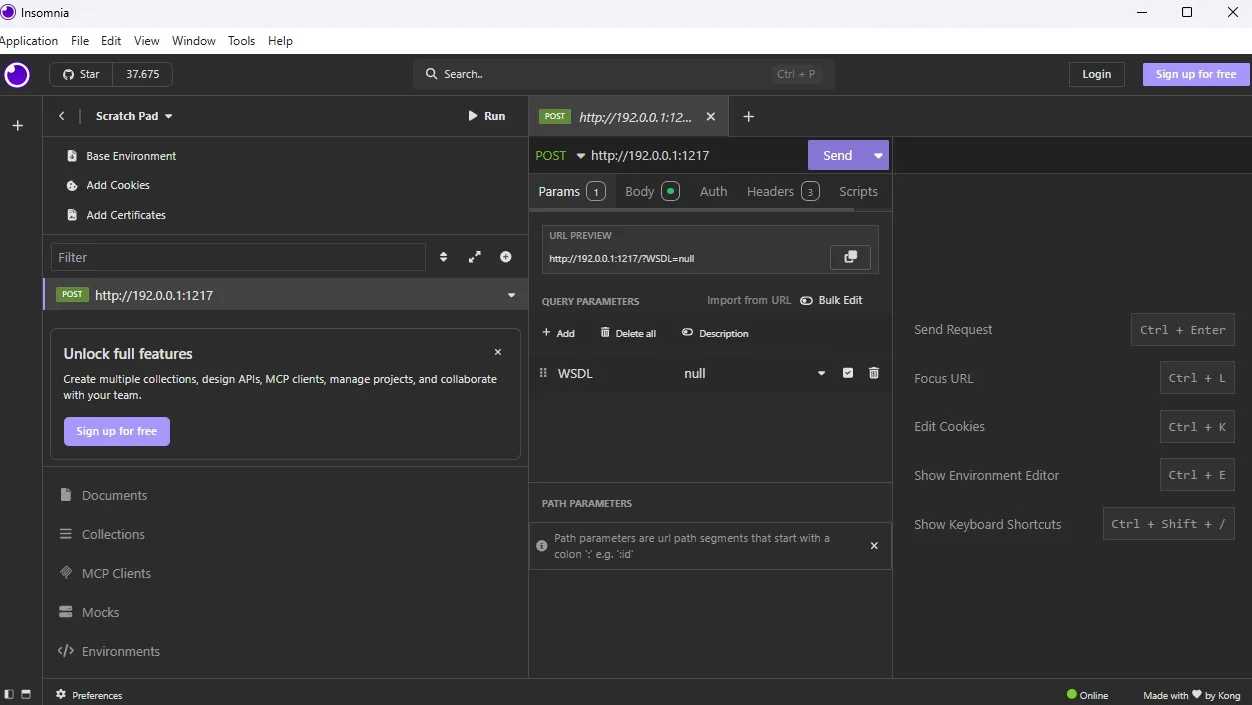 Insomnia
Application File Edit View Window Tools Help
Star 37.675
Search.. Ctrl + P
Login
Sign up for free
Scratch Pad
Run
Base Environment
Add Cookies
Add Certificates
Filter
POST http://192.0.0.1:1217
Unlock full features
Create multiple collections, design APIs, MCP clients, manage projects, and collaborate
with your team.
Sign up for free
Documents
Collections
MCP Clients
Mocks
Environments
Preferences
POST http://192.0.0.1:12...
POST http://192.0.0.1:1217
Send
Params 1 Body Auth Headers 3 Scripts
URL PREVIEW
http://192.0.0.1:1217/?WSDL=null
QUERY PARAMETERS Import from URL Bulk Edit
Add Delete all Description
WSDL null
PATH PARAMETERS
Path parameters are url path segments that start with a
colon ':' e.g. ':id'
Send Request Ctrl + Enter
Focus URL Ctrl + L
Edit Cookies Ctrl + K
Show Environment Editor Ctrl + E
Show Keyboard Shortcuts Ctrl + Shift + /
Online
Made with by Kong